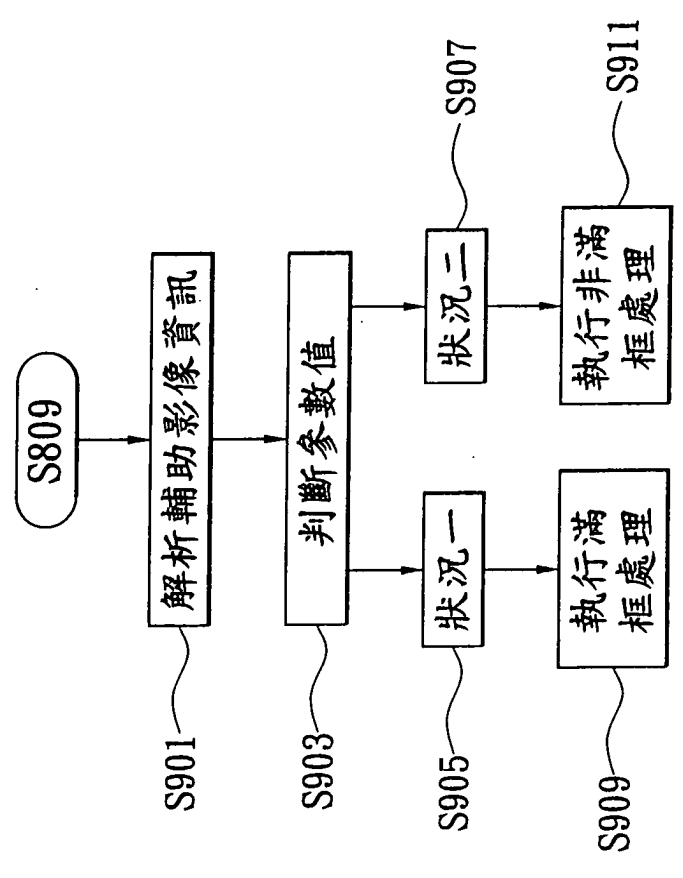 S809
解析輔助影像資訊
S901
判斷參數值
S903
狀況一
S905
狀況二
S907
執行滿
框處理
S909
執行非滿
框處理
S911